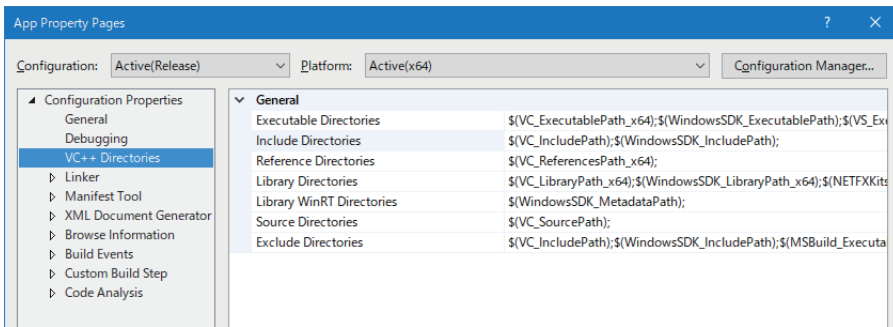 App Property Pages ? ✕
Configuration: Active(Release) Platform: Active(x64) Configuration Manager...
Configuration Properties
General
Debugging
VC++ Directories
Linker
Manifest Tool
XML Document Generator
Browse Information
Build Events
Custom Build Step
Code Analysis
General
Executable Directories $(VC_ExecutablePath_x64);$(WindowsSDK_ExecutablePath);$(VS_Ex
Include Directories $(VC_IncludePath);$(WindowsSDK_IncludePath);
Reference Directories $(VC_ReferencesPath_x64);
Library Directories $(VC_LibraryPath_x64);$(WindowsSDK_LibraryPath_x64);$(NETFXKits
Library WinRT Directories $(WindowsSDK_MetadataPath);
Source Directories $(VC_SourcePath);
Exclude Directories $(VC_IncludePath);$(WindowsSDK_IncludePath);$(MSBuild_Executa